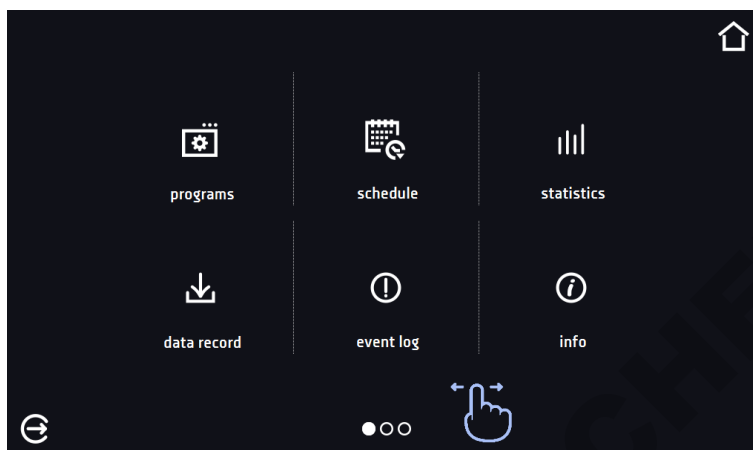 programs
schedule
statistics
data record
event log
info